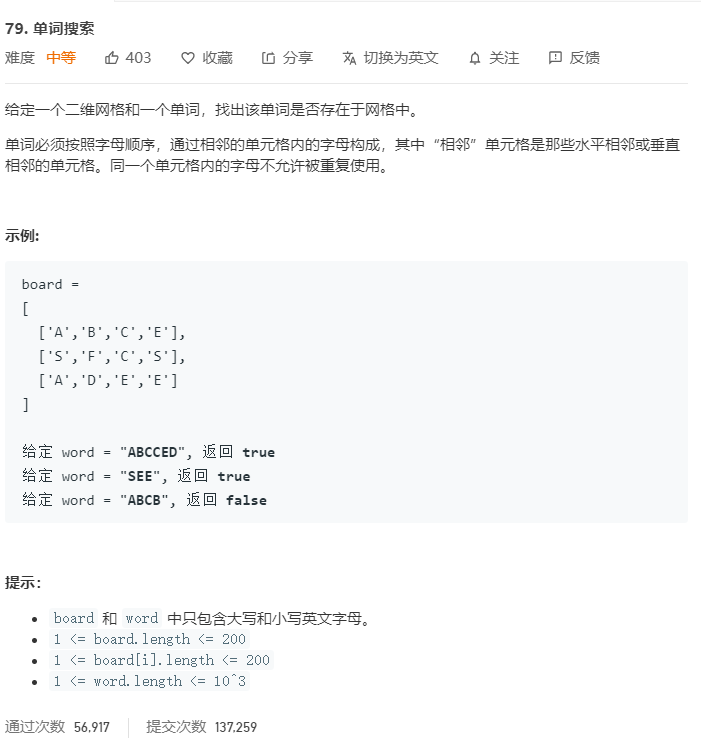 79. 单词搜索
难度 中等 403 收藏 分享 切换为英文 关注 反馈
给定一个二维网格和一个单词，找出该单词是否存在于网格中。
单词必须按照字母顺序，通过相邻的单元格内的字母构成，其中“相邻”单元格是那些水平相邻或垂直
相邻的单元格。同一个单元格内的字母不允许被重复使用。
示例:
board =
[
['A','B','C','E'],
['S','F','C','S'],
['A','D','E','E']
]
给定 word = "ABCCED", 返回 true
给定 word = "SEE", 返回 true
给定 word = "ABCB", 返回 false
提示：
board 和 word 中只包含大写和小写英文字母。
1 <= board.length <= 200
1 <= board[i].length <= 200
1 <= word.length <= 10^3
通过次数 56,917 提交次数 137,259